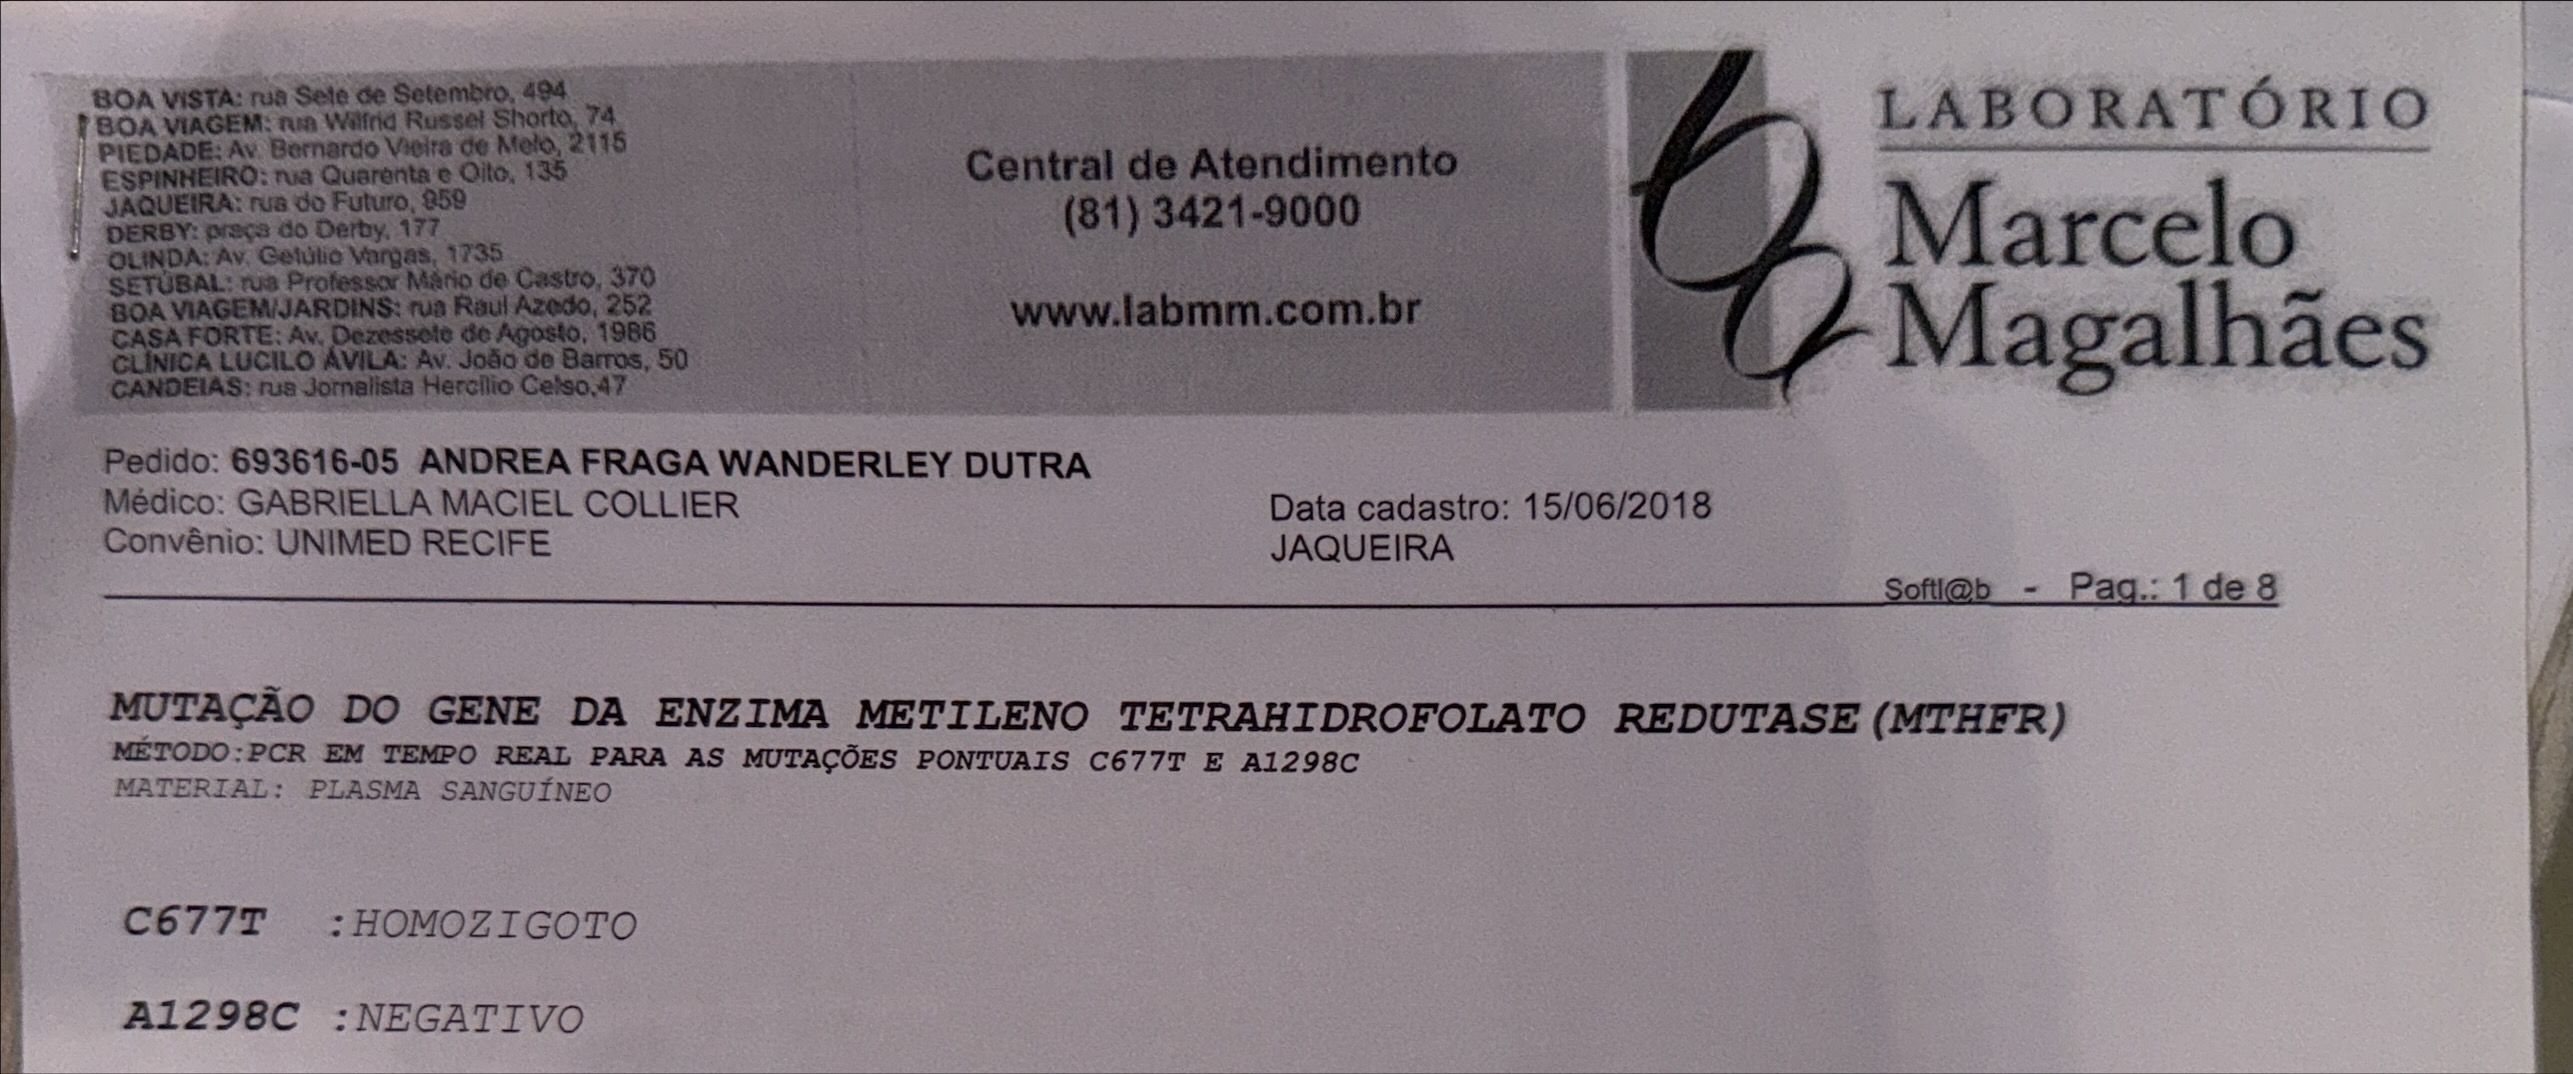 BOA VISTA: rua Sete de Setembro, 494
BOA VIAGEM: rua Wilfrid Russel Shorto, 74
PIEDADE: Av. Bernardo Vieira de Melo, 2115
ESPINHEIRO: rua Quarenta e Oito, 135
JAQUEIRA: rua do Futuro, 959
DERBY: praça do Derby, 177
OLINDA: Av. Getúlio Vargas, 1735
SETÚBAL: rua Professor Mário de Castro, 370
BOA VIAGEM/JARDINS: rua Raul Azedo, 252
CASA FORTE: Av. Dezessete de Agosto, 1986
CLÍNICA LUCILO ÁVILA: Av. João de Barros, 50
CANDEIAS: rua Jornalista Hercílio Celso,47
Central de Atendimento
(81) 3421-9000
www.labmm.com.br
LABORATÓRIO
Marcelo
Magalhães
Pedido: 693616-05 ANDREA FRAGA WANDERLEY DUTRA
Médico: GABRIELLA MACIEL COLLIER
Data cadastro: 15/06/2018
Convênio: UNIMED RECIFE
JAQUEIRA
Softl@b - Pag.: 1 de 8
MUTAÇÃO DO GENE DA ENZIMA METILENO TETRAHIDROFOLATO REDUTASE(MTHFR)
MÉTODO:PCR EM TEMPO REAL PARA AS MUTAÇÕES PONTUAIS C677T E A1298C
MATERIAL: PLASMA SANGUÍNEO
C677T :HOMOZIGOTO
A1298C :NEGATIVO